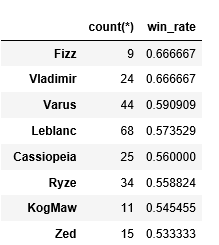 count(*) win_rate
Fizz 9 0.666667
Vladimir 24 0.666667
Varus 44 0.590909
Leblanc 68 0.573529
Cassiopeia 25 0.560000
Ryze 34 0.558824
KogMaw 11 0.545455
Zed 15 0.533333